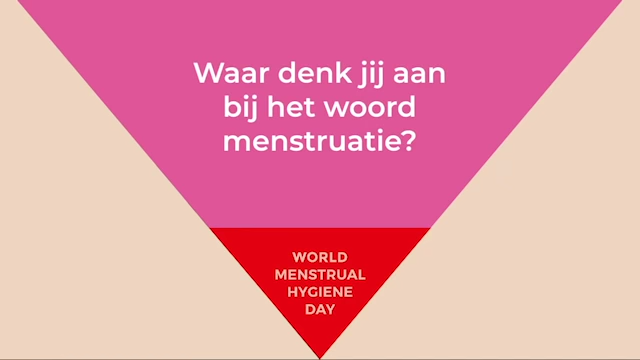 Waar denk jij aan
bij het woord
menstruatie?
WORLD
MENSTRUAL
HYGIENE
DAY